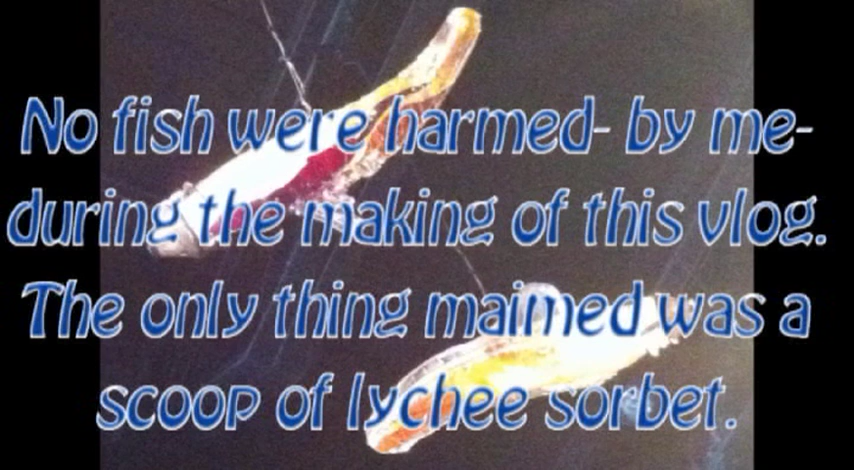 No fish were harmed- by me-
during the making of this vlog.
The only thing maimed was a
scoop of lychee sorbet.